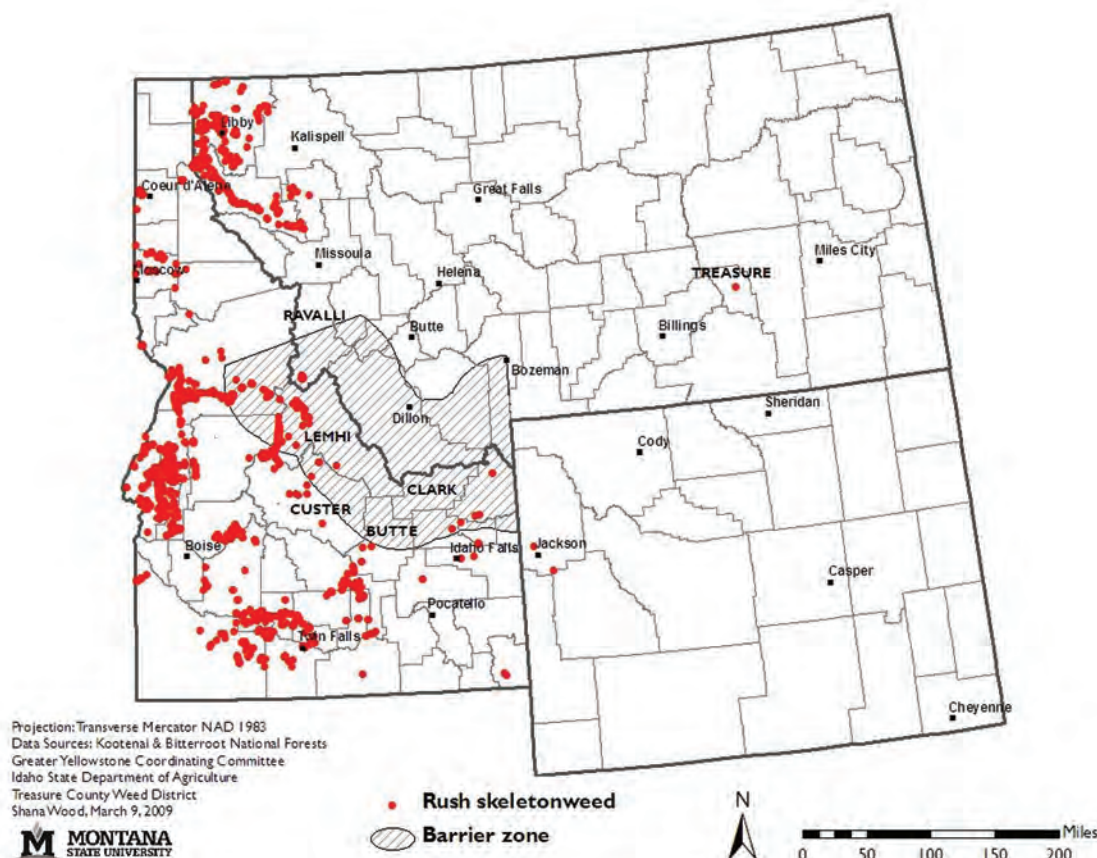 Libby
Kalispell
Coeur d'Alene
Great Falls
Missoula
Moscow
Helena
TREASURE
Miles City
RAVALLI
Butte
Billings
Bozeman
Dillon
Sheridan
Cody
LEMHI
CLARK
CUSTER
BUTTE
Boise
Idaho Falls
Jackson
Casper
Pocatello
Twin Falls
Cheyenne
Projection: Transverse Mercator NAD 1983
Data Sources: Kootenai & Bitterroot National Forests
Greater Yellowstone Coordinating Committee
Idaho State Department of Agriculture
Treasure County Weed District
Shana Wood, March 9, 2009
M MONTANA
STATE UNIVERSITY
Rush skeletonweed
Barrier zone
N
Miles
0 50 100 150 200